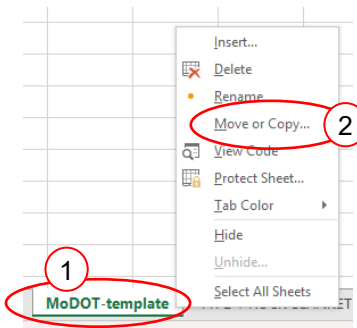 Insert...
Delete
Rename
Move or Copy...
2
View Code
Protect Sheet...
Tab Color
Hide
Unhide...
Select All Sheets
1
MoDOT-template